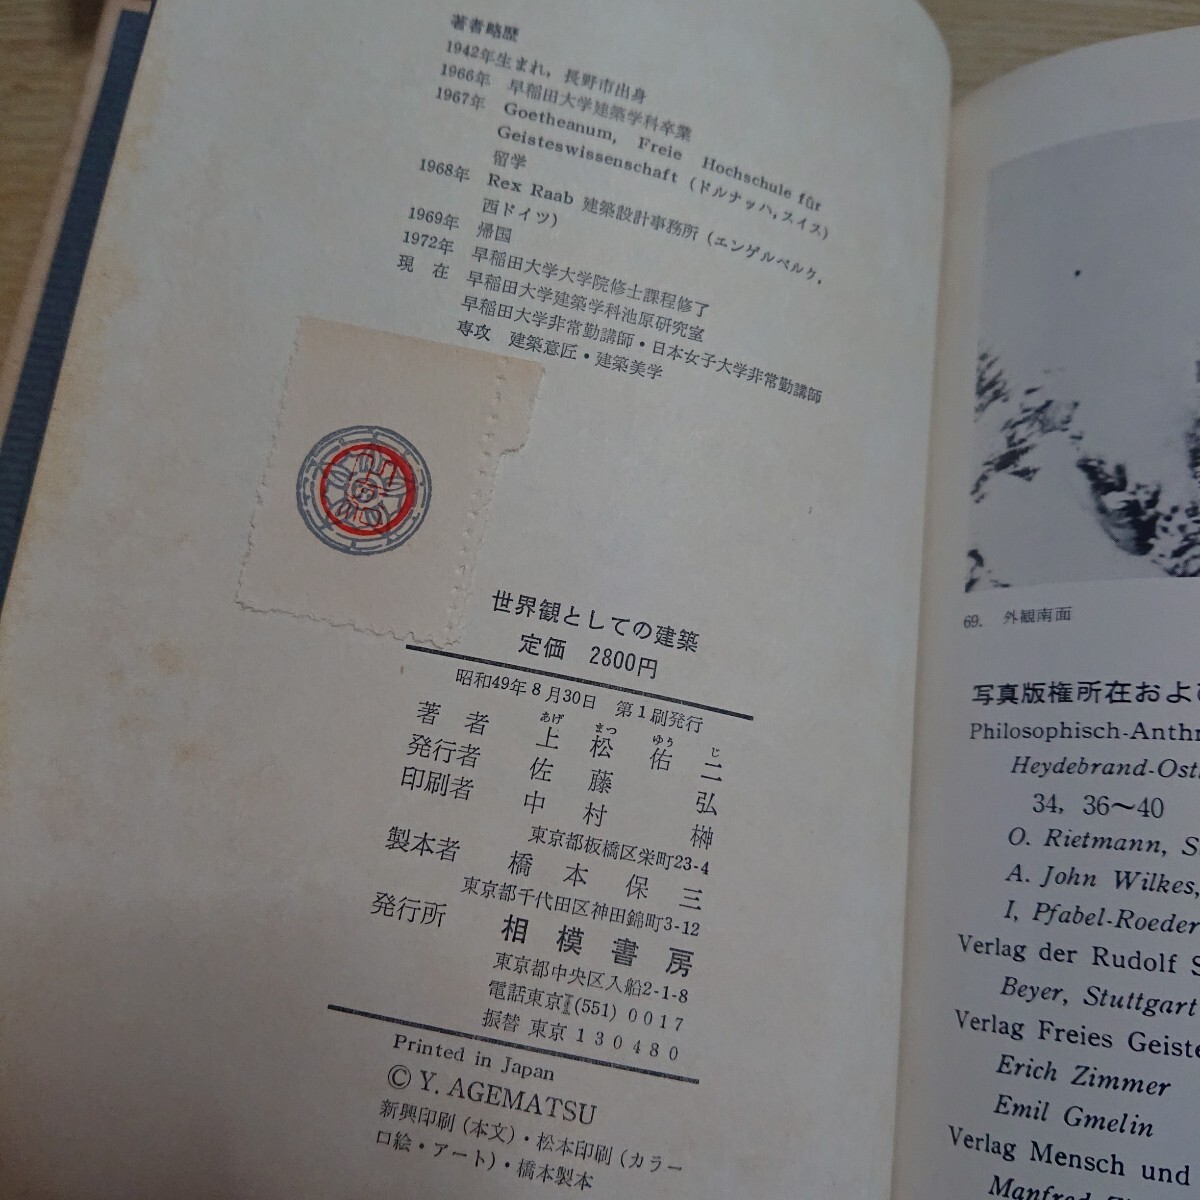 著者略歴
1942年生まれ，長野市出身
1966年 早稲田大学建築学科卒業
1967年 Goetheanum, Freie Hochschule für
Geisteswissenschaft (ドルナッハ,スイス)
留学
1968年 Rex Raab 建築設計事務所 (エンゲルベルク,
西ドイツ)
1969年 帰国
1972年 早稲田大学大学院修士課程修了
現 在 早稲田大学建築学科池原研究室
早稲田大学非常勤講師・日本女子大学非常勤講師
専攻 建築意匠・建築美学
世界観としての建築
定価 2800円
昭和49年8月30日 第1刷発行
あげ まつ ゆう じ
著者 上松佑二
発行者 佐藤弘
印刷者 中村榊
東京都板橋区栄町23-4
製本者 橋本保三
東京都千代田区神田錦町3-12
発行所 相模書房
東京都中央区入船2-1-8
電話東京(551)0017
振替 東京 130480
Printed in Japan
© Y. AGEMATSU
新興印刷(本文)・松本印刷(カラー
口絵・アート)・橋本製本
69. 外観南面
写真版権所在およ
Philosophisch-Anthr
Heydebrand-Ost
34, 36～40
O. Rietmann, S
A. John Wilkes,
I, Pfabel-Roeder
Verlag der Rudolf S
Beyer, Stuttgart
Verlag Freies Geiste
Erich Zimmer
Emil Gmelin
Verlag Mensch und
Manfred